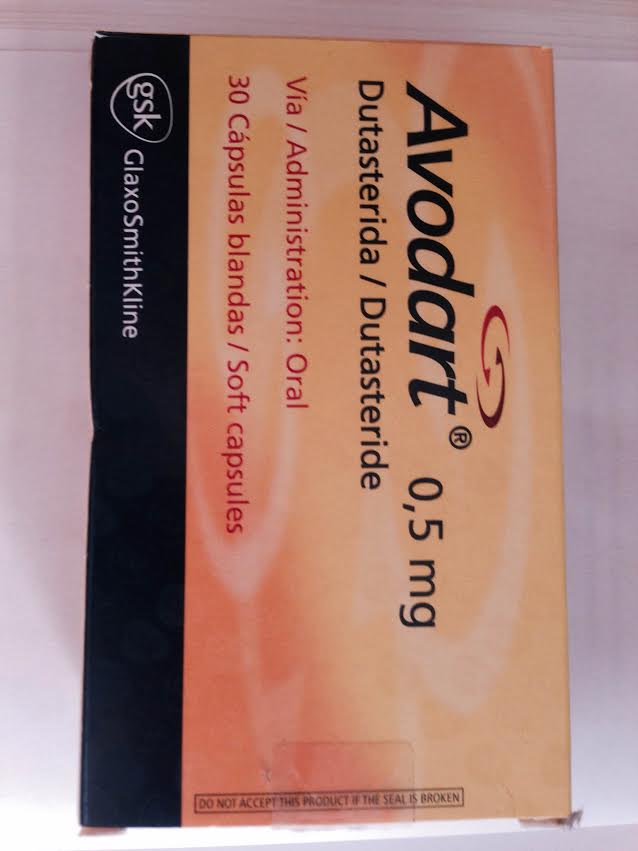 Avodart® 0,5 mg
Dutasterida / Dutasteride
Vía / Administration: Oral
30 Cápsulas blandas / Soft capsules
gsk GlaxoSmithKline
DO NOT ACCEPT THIS PRODUCT IF THE SEAL IS BROKEN